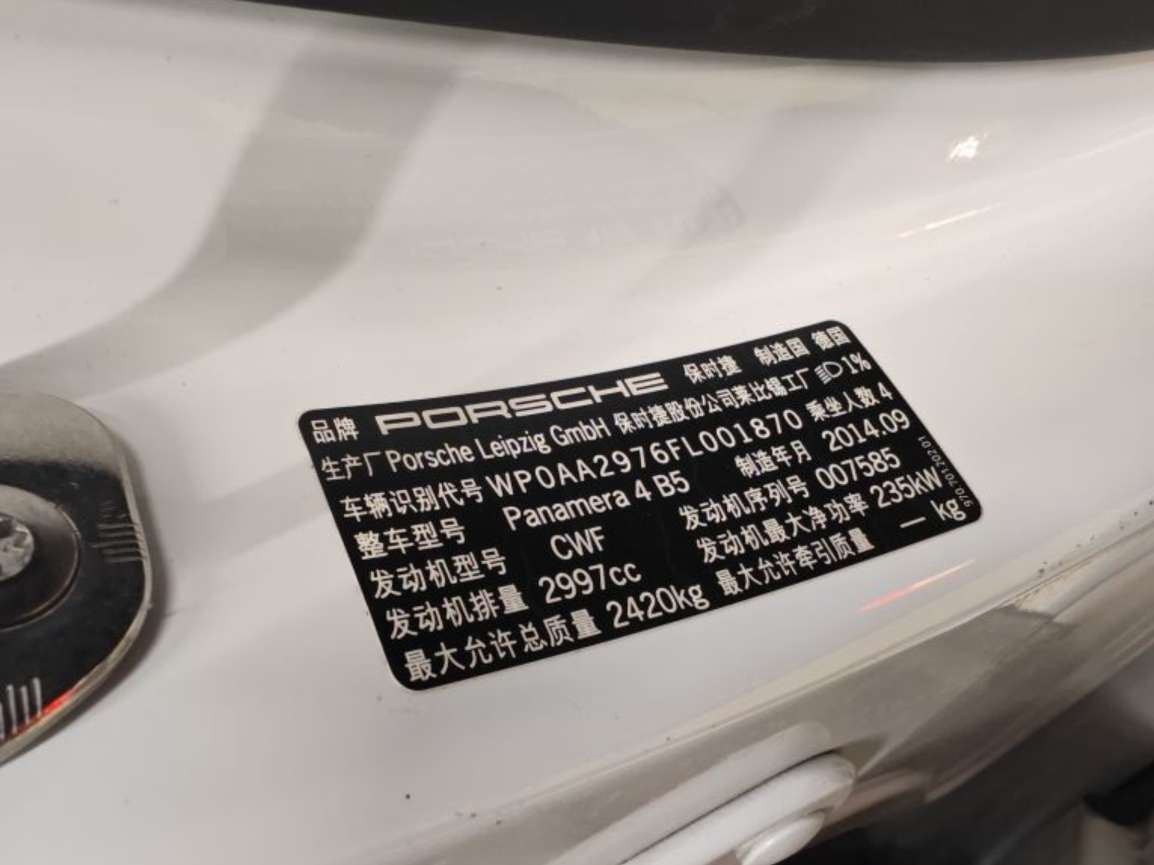 品牌 PORSCHE 保时捷 制造国 德国
生产厂 Porsche Leipzig GmbH 保时捷股份公司莱比锡工厂 1%
车辆识别代号 WP0AA2976FL001870 乘坐人数 4
整车型号 Panamera 4 B5 制造年月 2014.09
发动机型号 CWF 发动机序列号 007585
发动机排量 2997cc 发动机最大净功率 235kW
最大允许总质量 2420kg 最大允许牵引质量 — kg
970.701.202.01